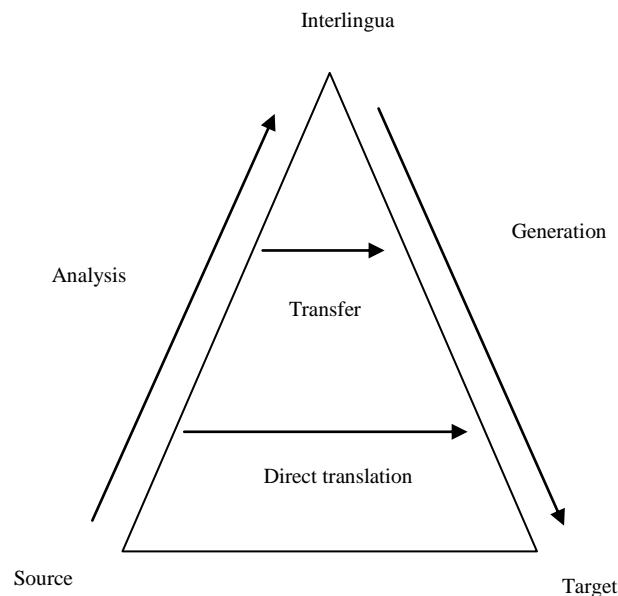 Interlingua
Generation
Analysis
Transfer
Direct translation
Source
Target